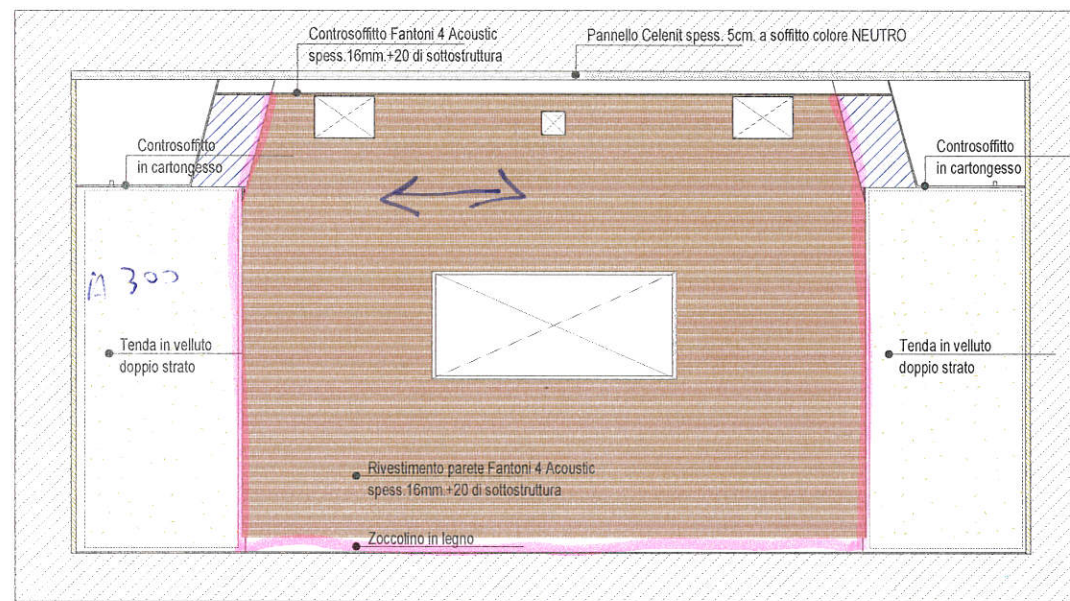 Controsoffitto Fantoni 4 Acoustic
spess.16mm.+20 di sottostruttura
Pannello Celenit spess. 5cm. a soffitto colore NEUTRO
Controsoffitto
in cartongesso
Controsoffitto
in cartongesso
A 300
Tenda in velluto
doppio strato
Tenda in velluto
doppio strato
Rivestimento parete Fantoni 4 Acoustic
spess.16mm.+20 di sottostruttura
Zoccolino in legno